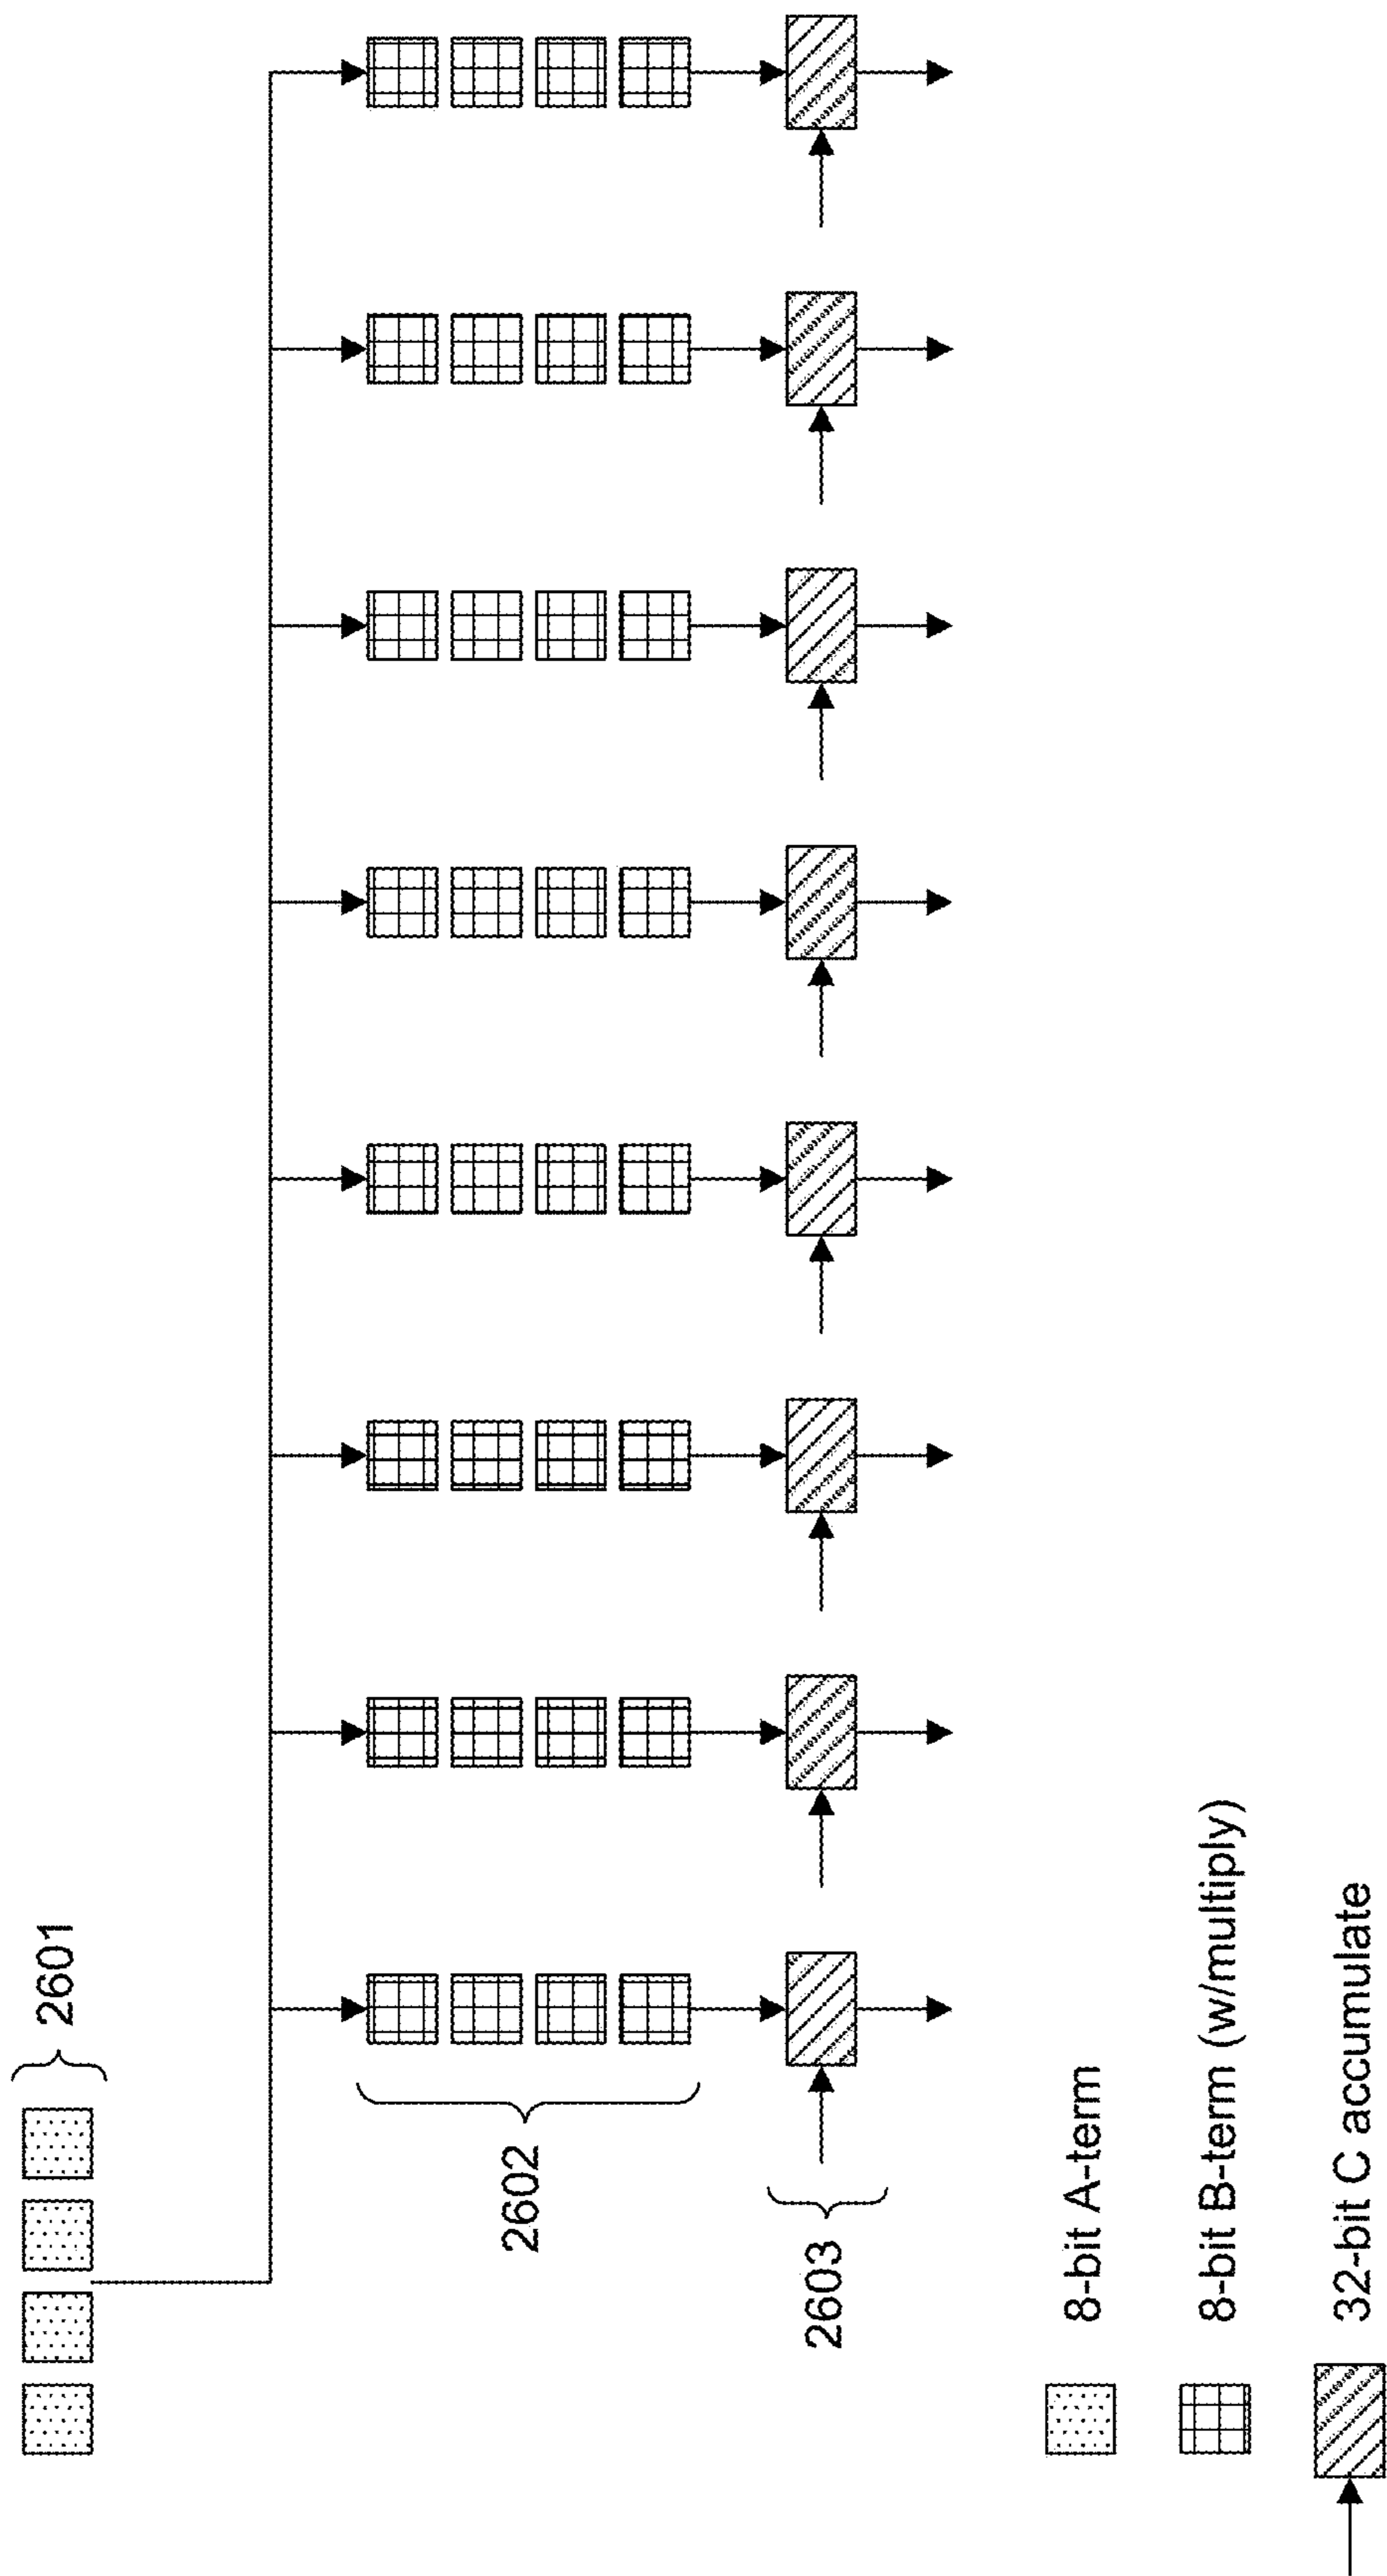 2601
2602
2603
8-bit A-term
8-bit B-term (w/multiply)
32-bit C accumulate